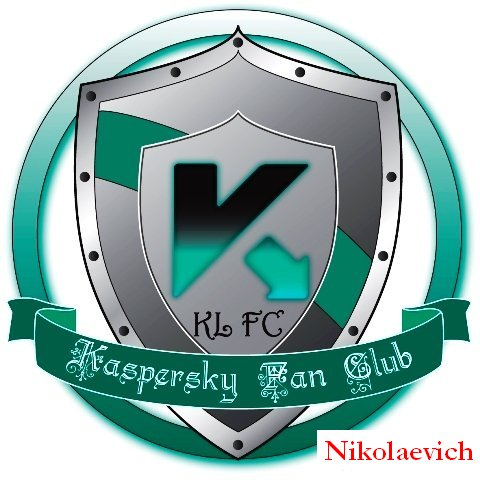 K
KL FC
Kaspersky Fan Club
Nikolaevich